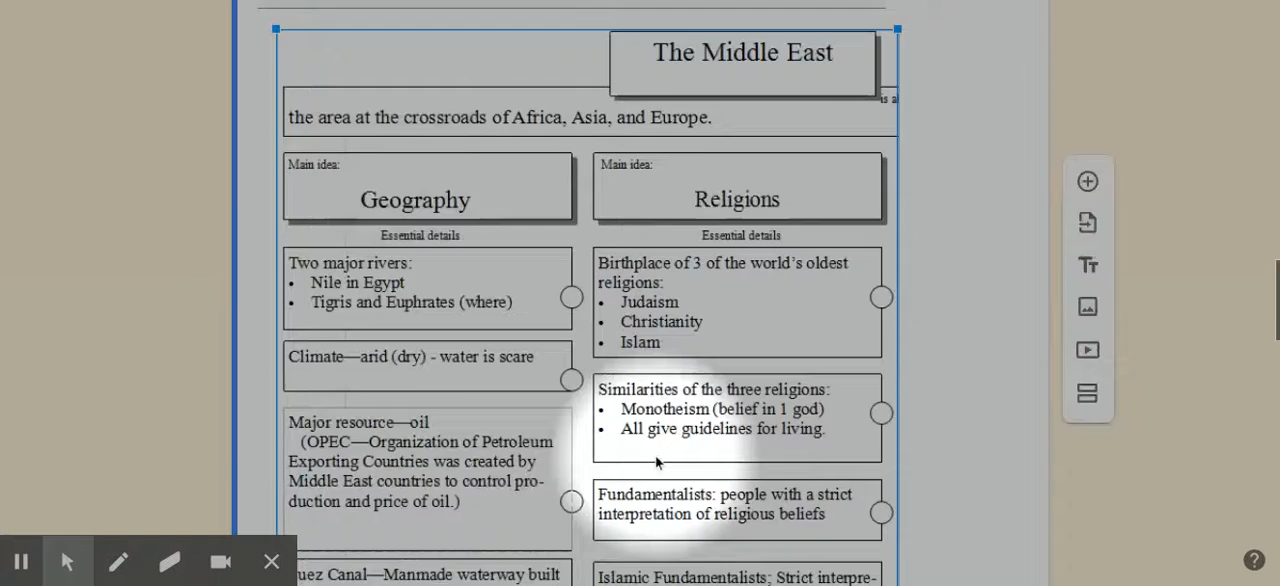 The Middle East
is a
the area at the crossroads of Africa, Asia, and Europe.
Main idea:
Geography
Essential details
Two major rivers:
• Nile in Egypt
• Tigris and Euphrates (where)
Climate—arid (dry) - water is scare
Major resource—oil
(OPEC—Organization of Petroleum
Exporting Countries was created by
Middle East countries to control pro-
duction and price of oil.)
uez Canal—Manmade waterway built
Main idea:
Religions
Essential details
Birthplace of 3 of the world's oldest
religions:
• Judaism
• Christianity
• Islam
Similarities of the three religions:
• Monotheism (belief in 1 god)
• All give guidelines for living.
Fundamentalists: people with a strict
interpretation of religious beliefs
Islamic Fundamentalists; Strict interpre-
Tт